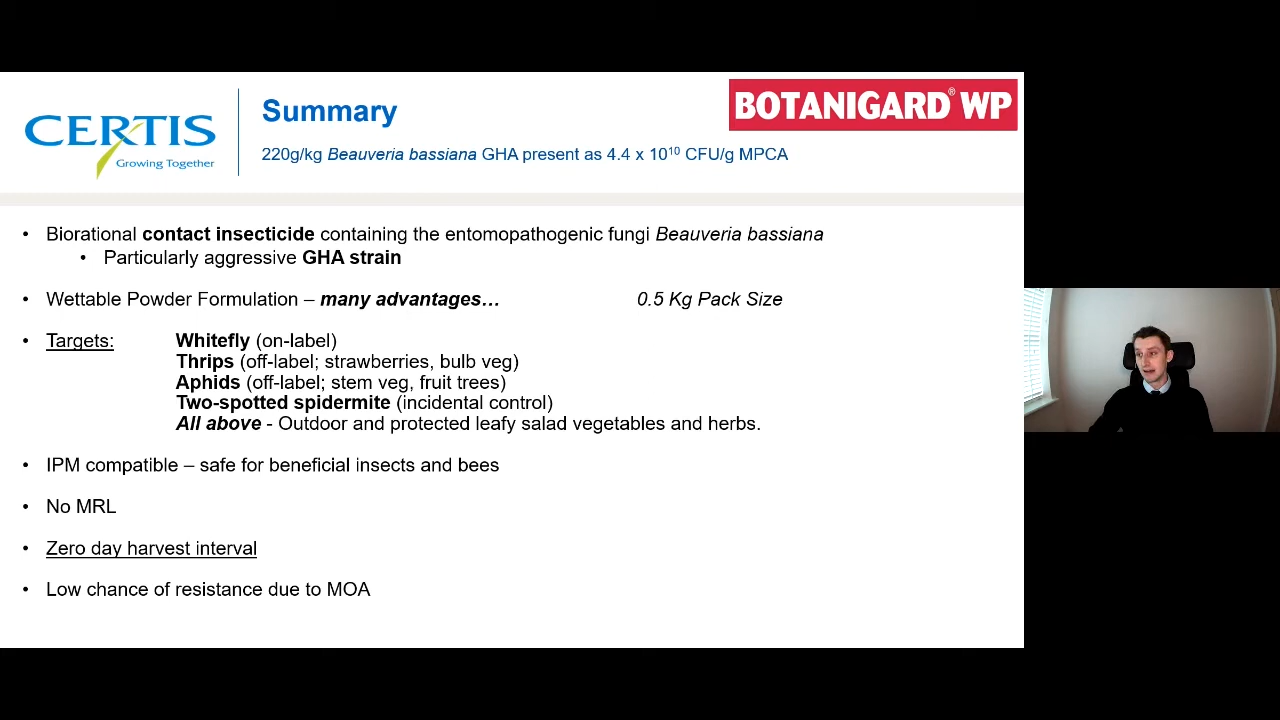 CERTIS
Growing Together
Summary
BOTANIGARD® WP
220g/kg Beauveria bassiana GHA present as 4.4 x 10¹⁰ CFU/g MPCA
• Biorational contact insecticide containing the entomopathogenic fungi Beauveria bassiana
• Particularly aggressive GHA strain
• Wettable Powder Formulation – many advantages… 0.5 Kg Pack Size
• Targets: Whitefly (on-label)
Thrips (off-label; strawberries, bulb veg)
Aphids (off-label; stem veg, fruit trees)
Two-spotted spidermite (incidental control)
All above - Outdoor and protected leafy salad vegetables and herbs.
• IPM compatible – safe for beneficial insects and bees
• No MRL
• Zero day harvest interval
• Low chance of resistance due to MOA